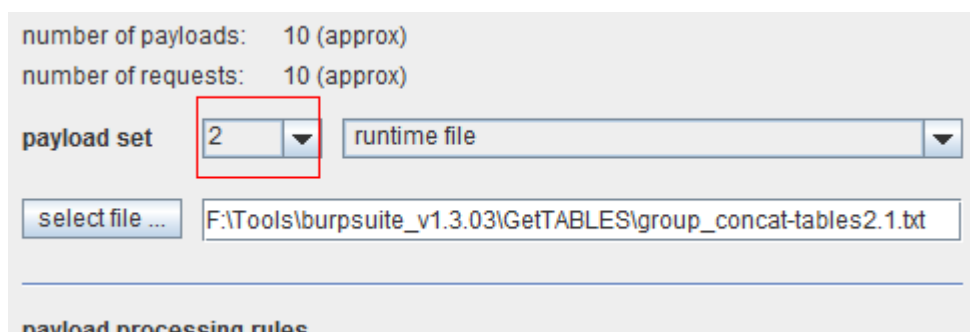 number of payloads: 10 (approx)
number of requests: 10 (approx)
payload set 2 runtime file
select file ... F:\Tools\burpsuite_v1.3.03\GetTABLES\group_concat-tables2.1.txt
payload processing rules